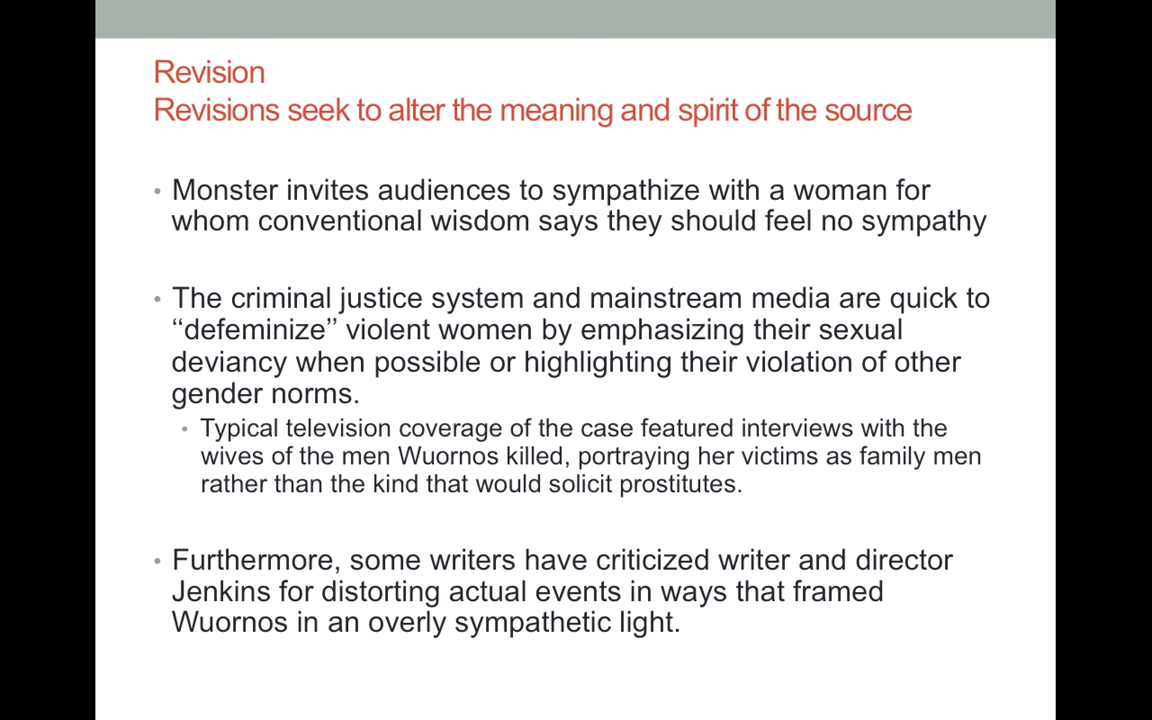 Revision
Revisions seek to alter the meaning and spirit of the source
• Monster invites audiences to sympathize with a woman for
whom conventional wisdom says they should feel no sympathy
• The criminal justice system and mainstream media are quick to
‘‘defeminize’’ violent women by emphasizing their sexual
deviancy when possible or highlighting their violation of other
gender norms.
• Typical television coverage of the case featured interviews with the
wives of the men Wuornos killed, portraying her victims as family men
rather than the kind that would solicit prostitutes.
• Furthermore, some writers have criticized writer and director
Jenkins for distorting actual events in ways that framed
Wuornos in an overly sympathetic light.